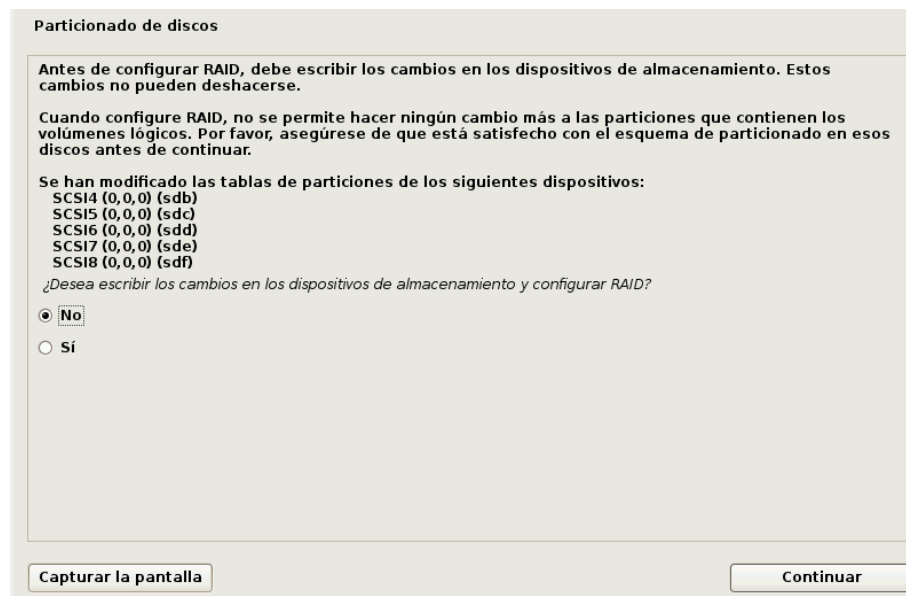 Particionado de discos
Antes de configurar RAID, debe escribir los cambios en los dispositivos de almacenamiento. Estos
cambios no pueden deshacerse.
Cuando configure RAID, no se permite hacer ningún cambio más a las particiones que contienen los
volúmenes lógicos. Por favor, asegúrese de que está satisfecho con el esquema de particionado en esos
discos antes de continuar.
Se han modificado las tablas de particiones de los siguientes dispositivos:
SCSI4 (0,0,0) (sdb)
SCSI5 (0,0,0) (sdc)
SCSI6 (0,0,0) (sdd)
SCSI7 (0,0,0) (sde)
SCSI8 (0,0,0) (sdf)
¿Desea escribir los cambios en los dispositivos de almacenamiento y configurar RAID?
No
Sí
Capturar la pantalla
Continuar